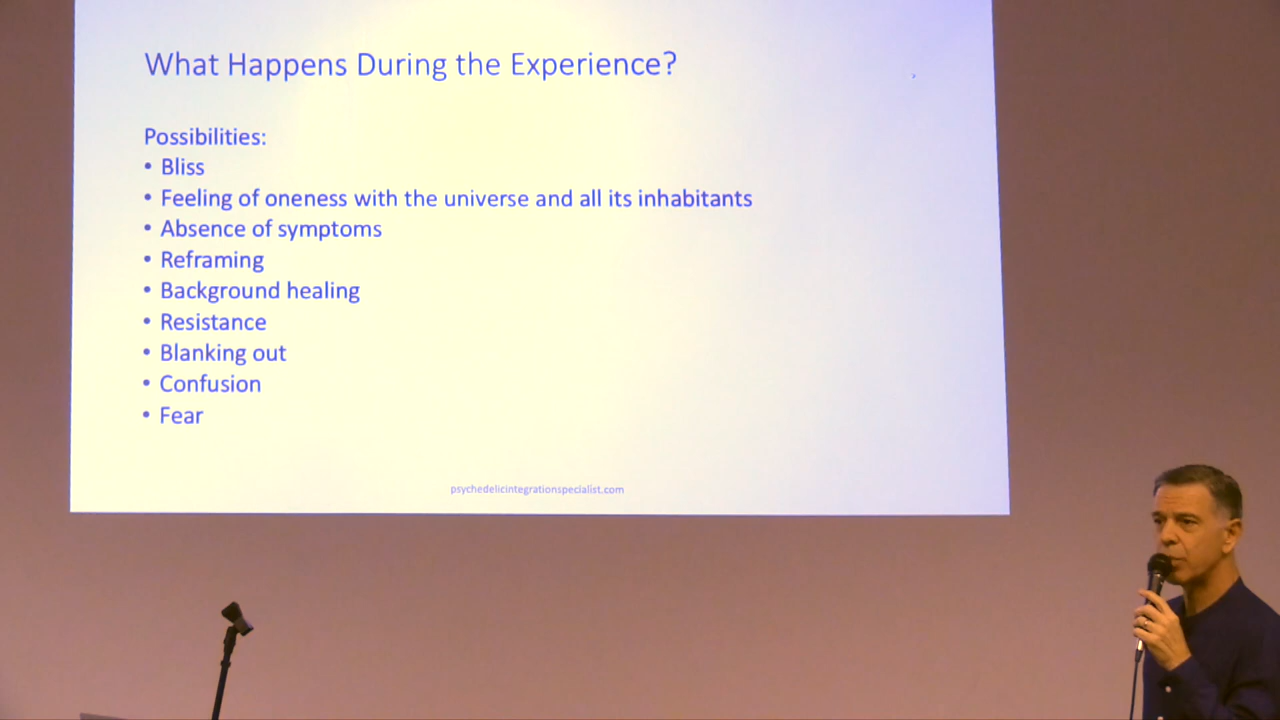 What Happens During the Experience?
Possibilities:
• Bliss
• Feeling of oneness with the universe and all its inhabitants
• Absence of symptoms
• Reframing
• Background healing
• Resistance
• Blanking out
• Confusion
• Fear
psychedelicintegrationspecialist.com